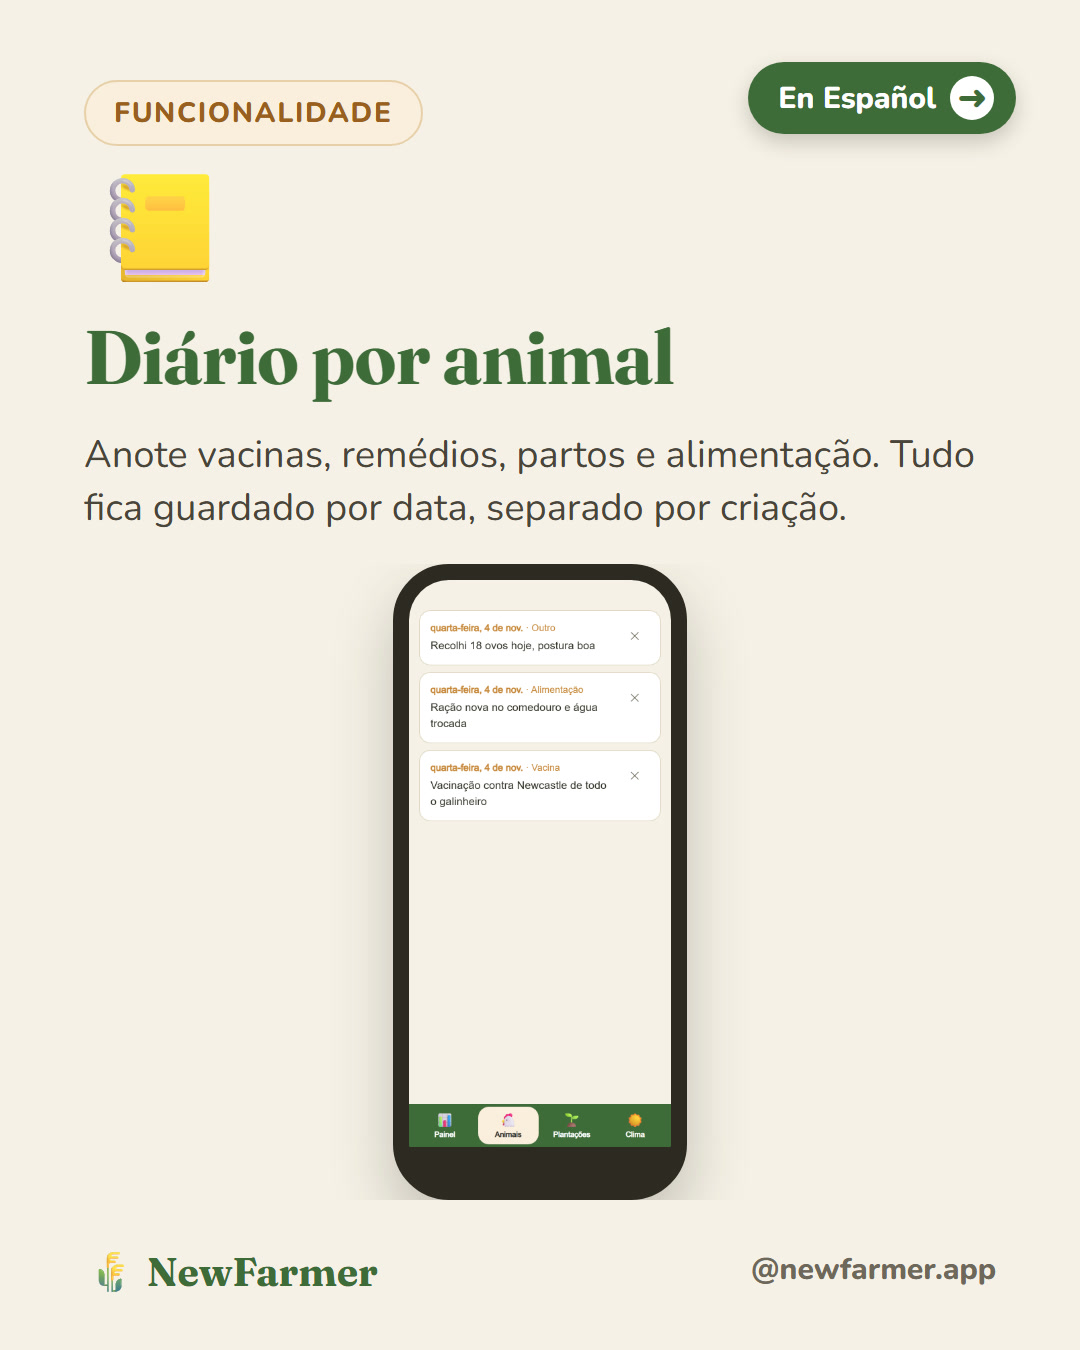 FUNCIONALIDADE
En Español
Diário por animal
Anote vacinas, remédios, partos e alimentação. Tudo
fica guardado por data, separado por criação.
quarta-feira, 4 de nov. · Outro
Recolhi 18 ovos hoje, postura boa
quarta-feira, 4 de nov. · Alimentação
Ração nova no comedouro e água
trocada
quarta-feira, 4 de nov. · Vacina
Vacinação contra Newcastle de todo
o galinheiro
Painel
Animais
Plantações
Clima
NewFarmer
@newfarmer.app